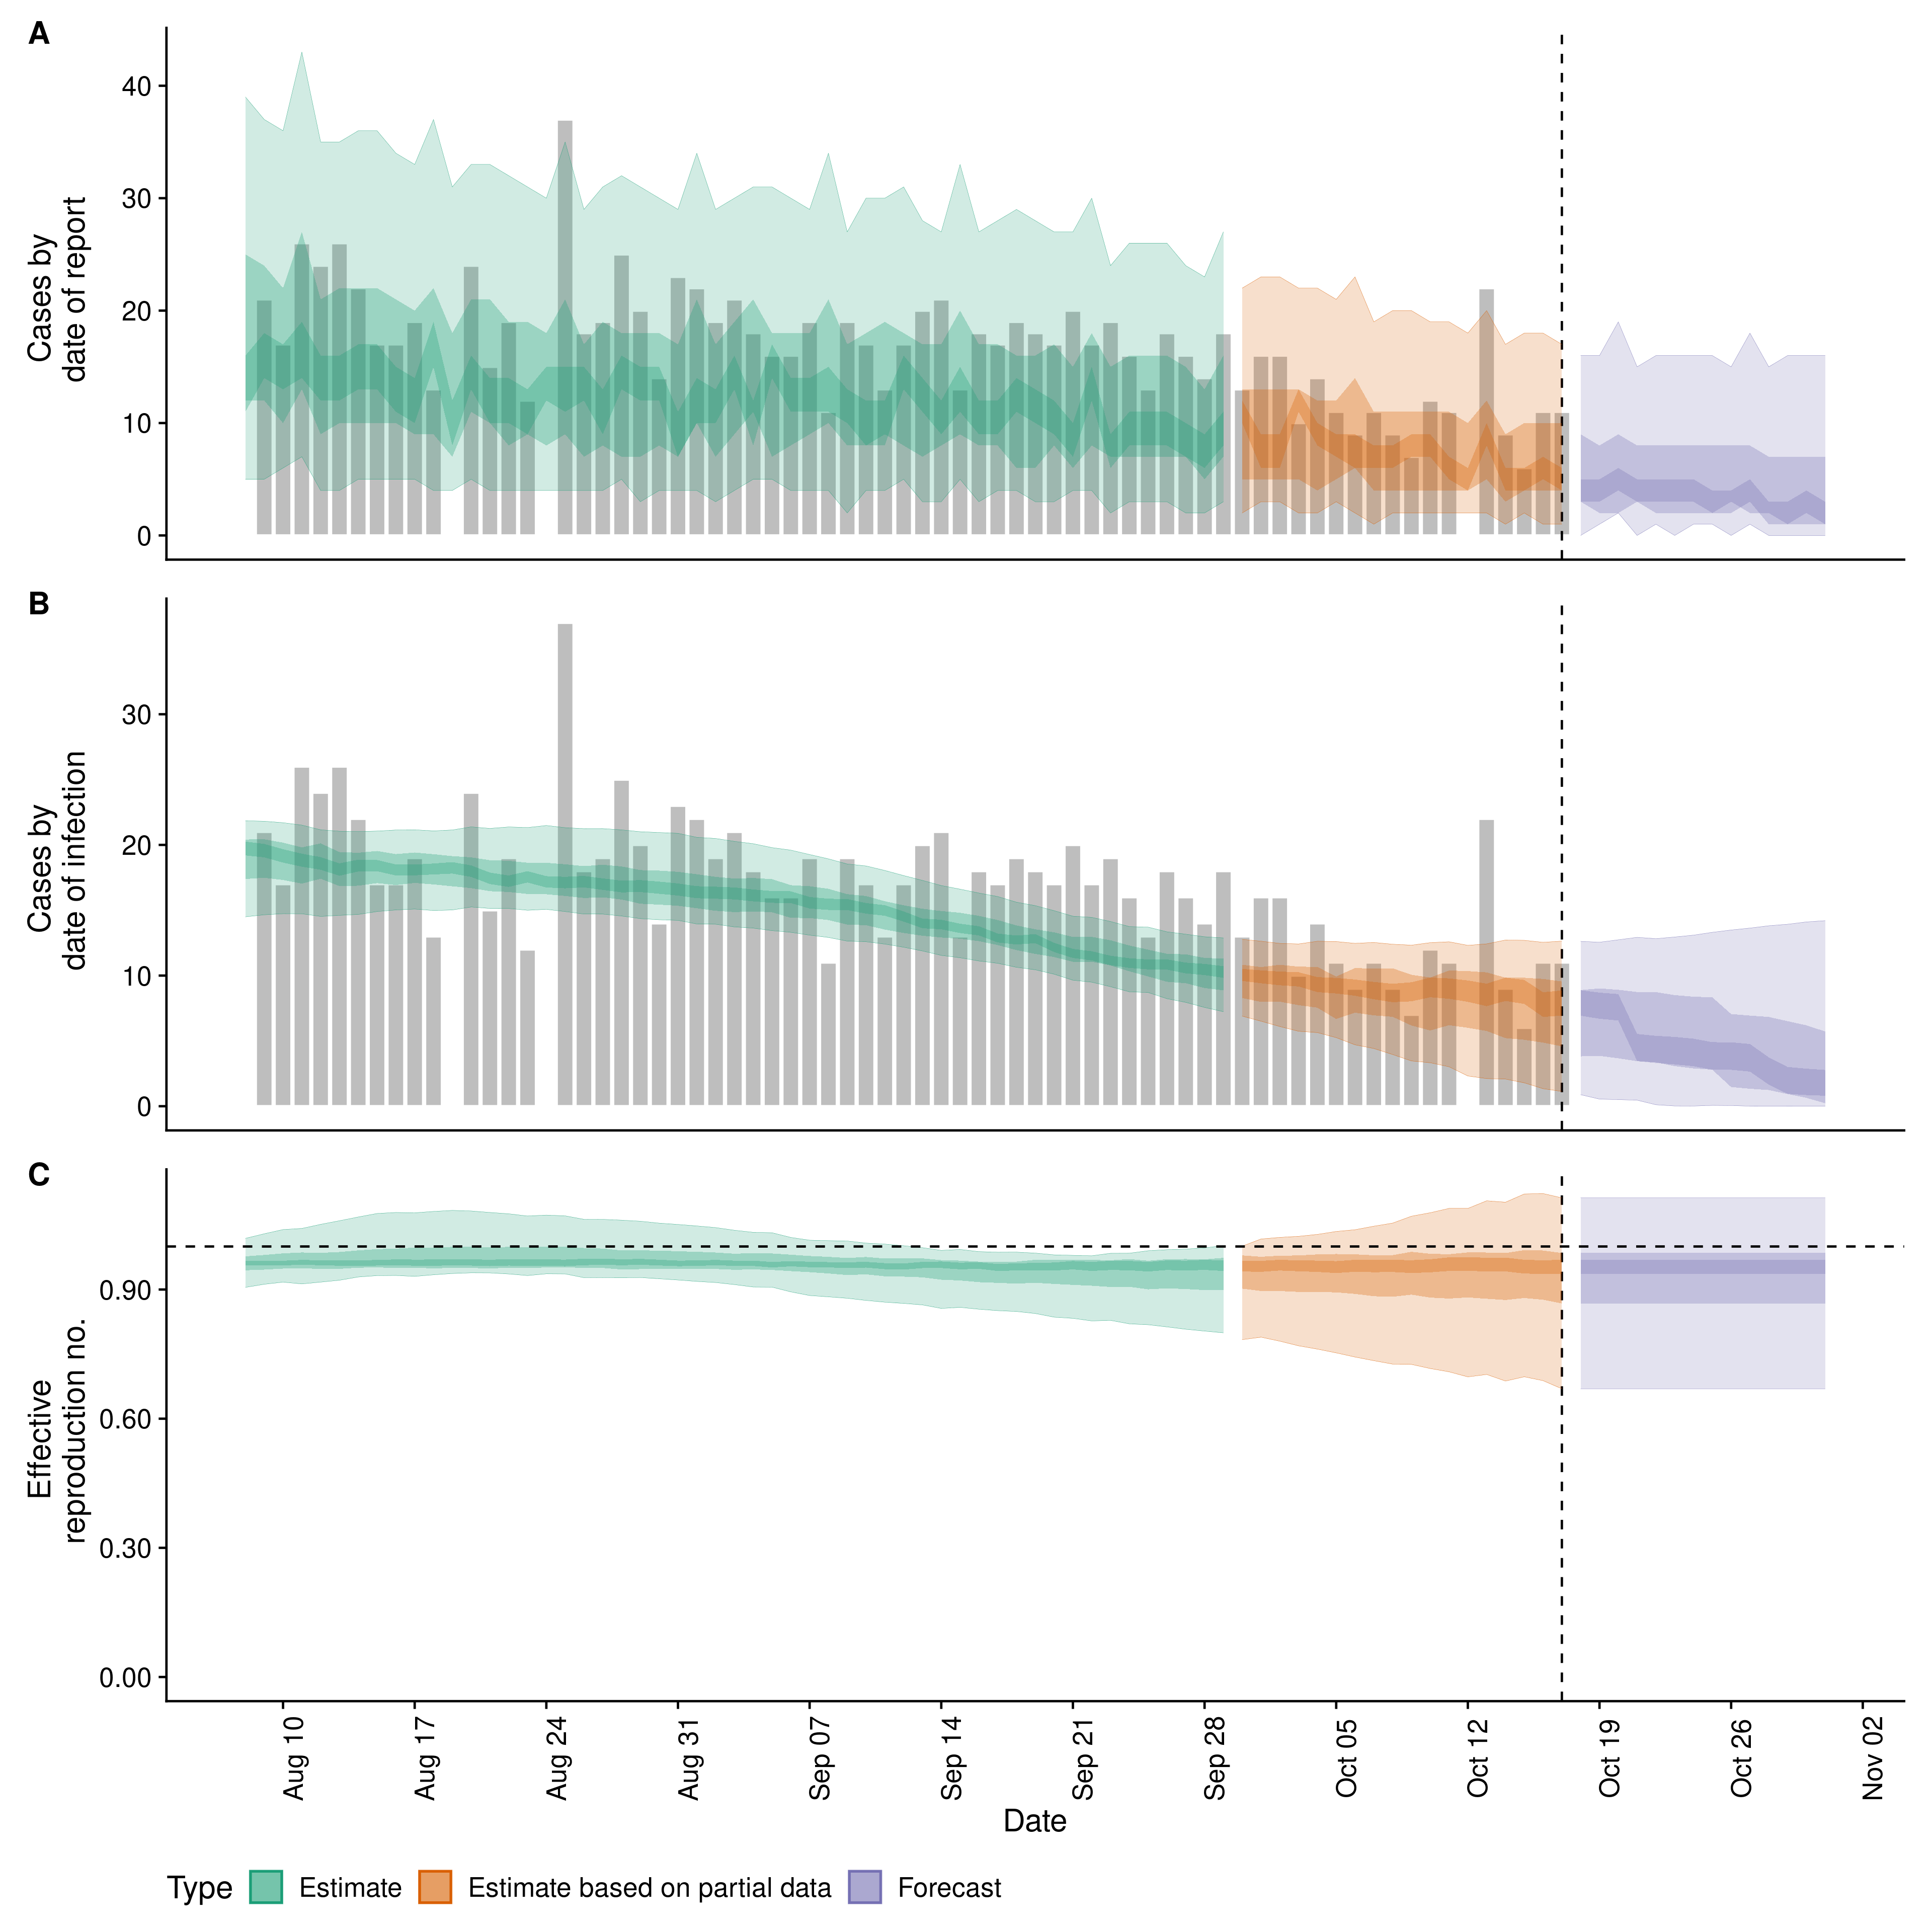 A
Cases by
date of report
40
30
20
10
0
B
Cases by
date of infection
30
20
10
0
C
Effective
reproduction no.
0.90
0.60
0.30
0.00
Aug 10
Aug 17
Aug 24
Aug 31
Sep 07
Sep 14
Sep 21
Sep 28
Oct 05
Oct 12
Oct 19
Oct 26
Nov 02
Date
Type Estimate Estimate based on partial data Forecast